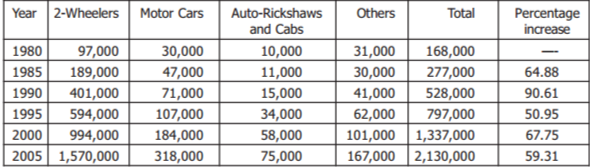 Year 2-Wheelers Motor Cars Auto-Rickshaws and Cabs Others Total Percentage increase
1980 97,000 30,000 10,000 31,000 168,000 —-
1985 189,000 47,000 11,000 30,000 277,000 64.88
1990 401,000 71,000 15,000 41,000 528,000 90.61
1995 594,000 107,000 34,000 62,000 797,000 50.95
2000 994,000 184,000 58,000 101,000 1,337,000 67.75
2005 1,570,000 318,000 75,000 167,000 2,130,000 59.31